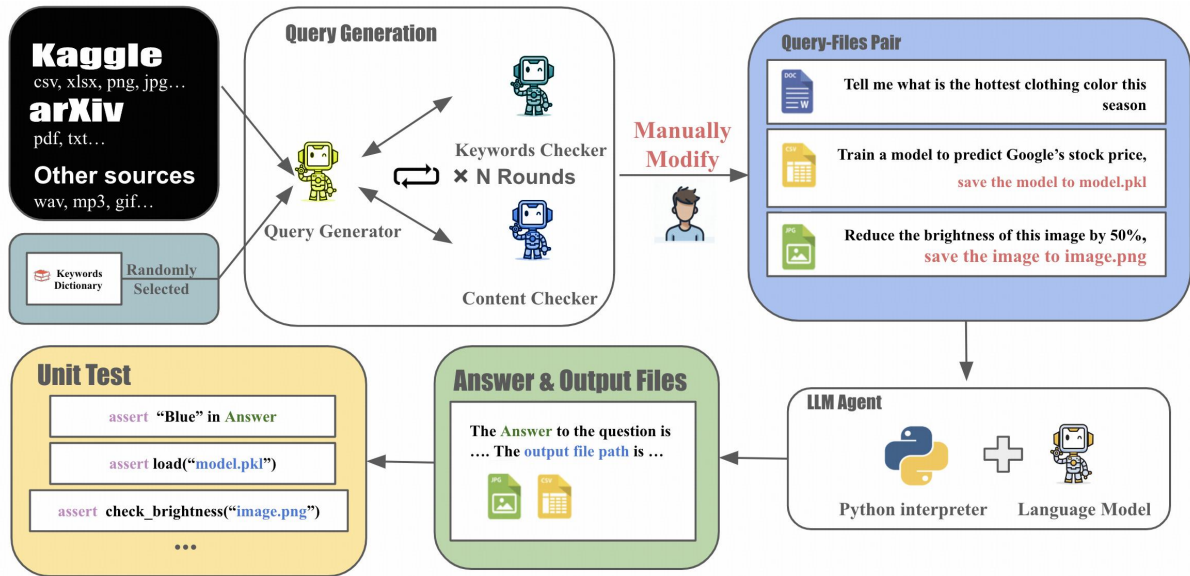 Kaggle
csv, xlsx, png, jpg…
arXiv
pdf, txt…
Other sources
wav, mp3, gif…
Keywords
Dictionary
Randomly
Selected
Query Generation
Query Generator
Keywords Checker
× N Rounds
Content Checker
Manually
Modify
Query-Files Pair
DOC
W
Tell me what is the hottest clothing color this
season
CSV
Train a model to predict Google’s stock price,
save the model to model.pkl
JPG
Reduce the brightness of this image by 50%,
save the image to image.png
LLM Agent
Python interpreter
Language Model
Answer & Output Files
The Answer to the question is
…. The output file path is …
JPG
CSV
Unit Test
assert “Blue” in Answer
assert load(“model.pkl”)
assert check_brightness(“image.png”)
…